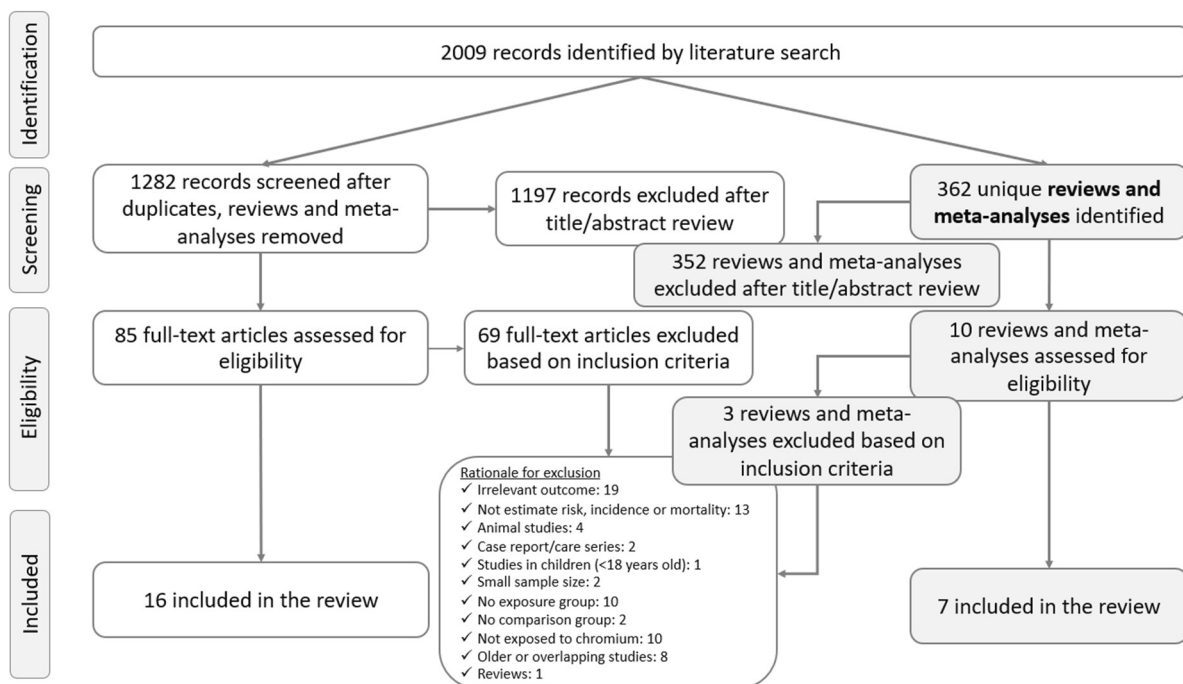 Identification
2009 records identified by literature search
Screening
1282 records screened after
duplicates, reviews and meta-
analyses removed
1197 records excluded after
title/abstract review
362 unique reviews and
meta-analyses identified
352 reviews and meta-analyses
excluded after title/abstract review
Eligibility
85 full-text articles assessed for
eligibility
69 full-text articles excluded
based on inclusion criteria
10 reviews and meta-
analyses assessed for
eligibility
3 reviews and meta-
analyses excluded based on
inclusion criteria
Rationale for exclusion
✓ Irrelevant outcome: 19
✓ Not estimate risk, incidence or mortality: 13
✓ Animal studies: 4
✓ Case report/care series: 2
✓ Studies in children (<18 years old): 1
✓ Small sample size: 2
✓ No exposure group: 10
✓ No comparison group: 2
✓ Not exposed to chromium: 10
✓ Older or overlapping studies: 8
✓ Reviews: 1
Included
16 included in the review
7 included in the review